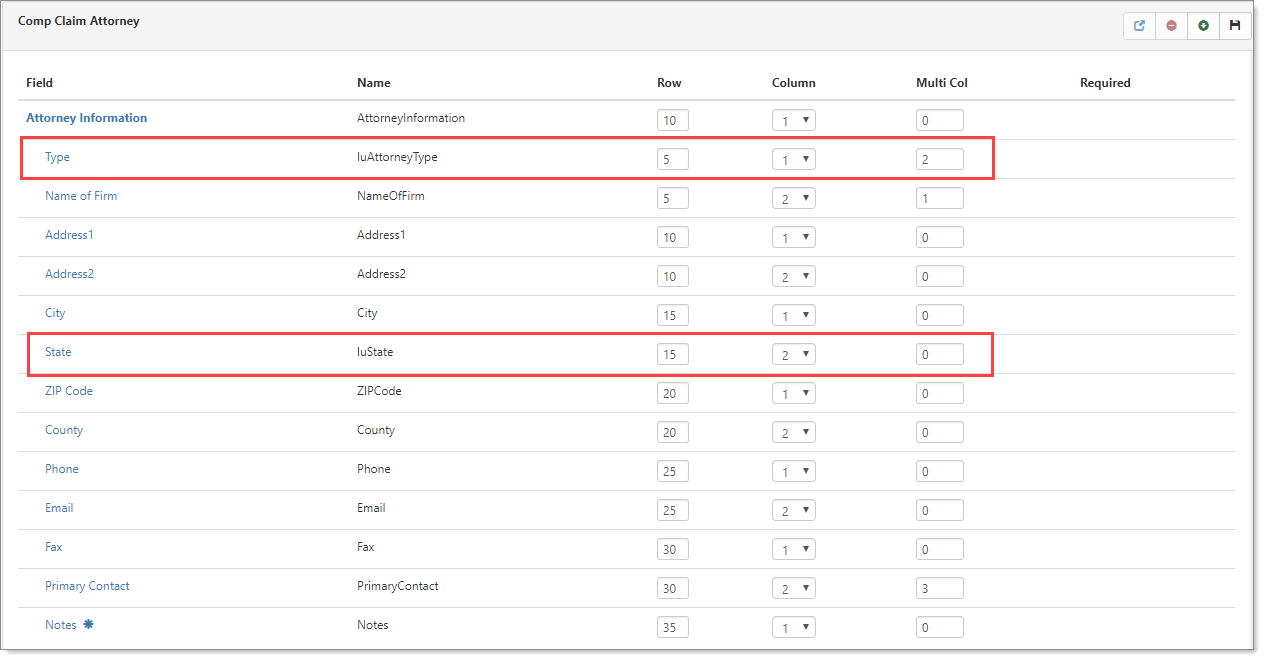 Comp Claim Attorney
Field Name Row Column Multi Col Required
Attorney Information AttorneyInformation 10 1 0
Type luAttorneyType 5 1 2
Name of Firm NameOfFirm 5 2 1
Address1 Address1 10 1 0
Address2 Address2 10 2 0
City City 15 1 0
State luState 15 2 0
ZIP Code ZIPCode 20 1 0
County County 20 2 0
Phone Phone 25 1 0
Email Email 25 2 0
Fax Fax 30 1 0
Primary Contact PrimaryContact 30 2 3
Notes ✱ Notes 35 1 0